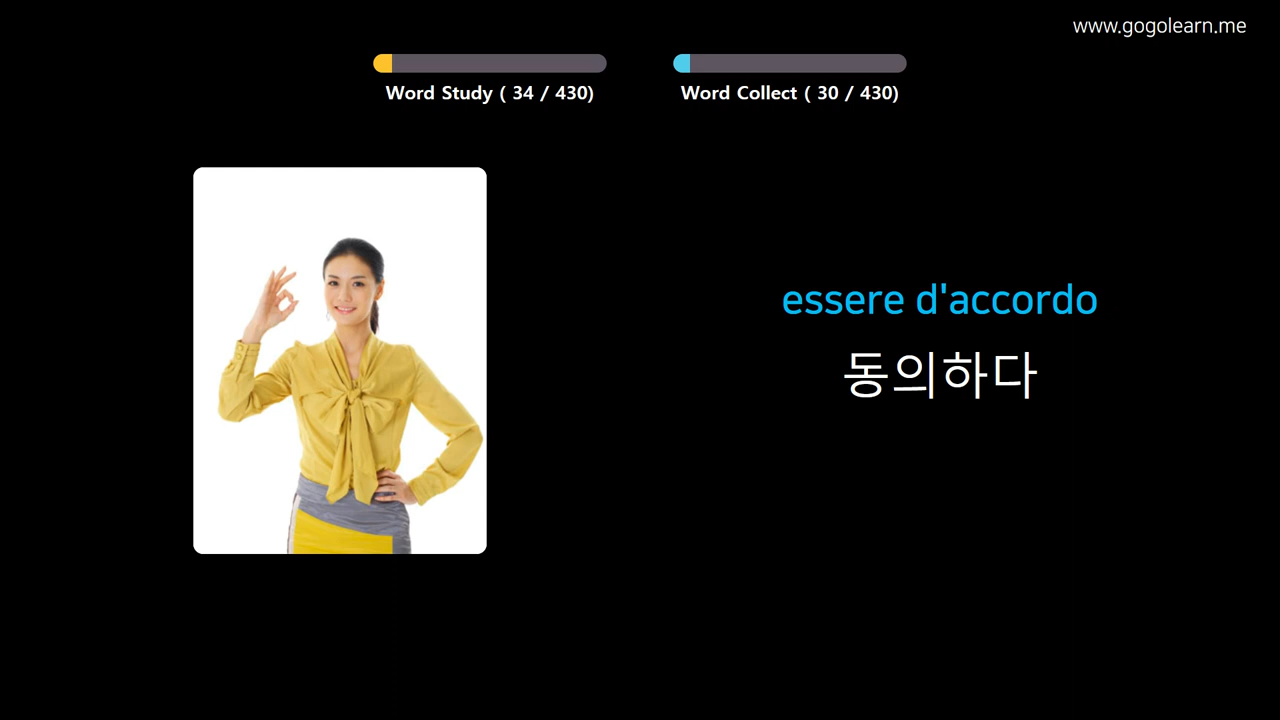 www.gogolearn.me
Word Study ( 34 / 430)
Word Collect ( 30 / 430)
essere d'accordo
동의하다